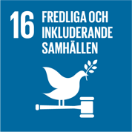 16 FREDLIGA OCH
INKLUDERANDE
SAMHÄLLEN